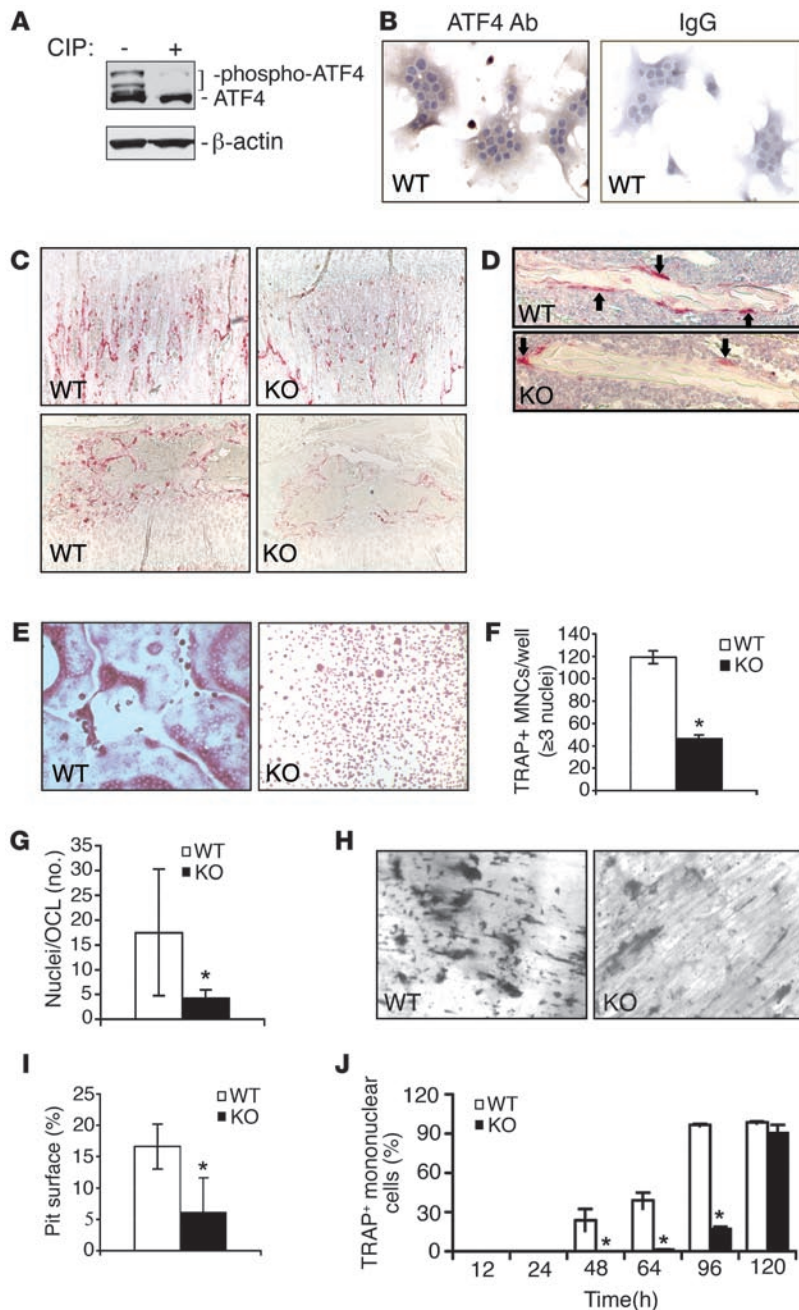 A
CIP: - +
-phospho-ATF4
- ATF4
-β-actin
B
ATF4 Ab
IgG
WT
WT
C
WT
KO
WT
KO
D
WT
KO
E
WT
KO
F
TRAP+ MNCs/well
(≥3 nuclei)
140
120
100
80
60
40
20
0
WT
KO
*
G
Nuclei/OCL (no.)
35
30
25
20
15
10
5
0
WT
KO
*
H
WT
KO
I
Pit surface (%)
25
20
15
10
5
0
WT
KO
*
J
TRAP+ mononuclear
cells (%)
120
90
60
30
0
WT
KO
*
*
*
12 24 48 64 96 120
Time(h)